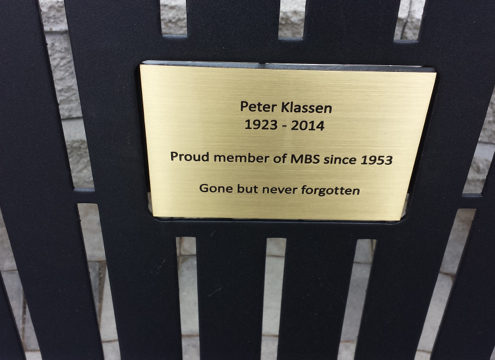 Peter Klassen
1923 - 2014
Proud member of MBS since 1953
Gone but never forgotten